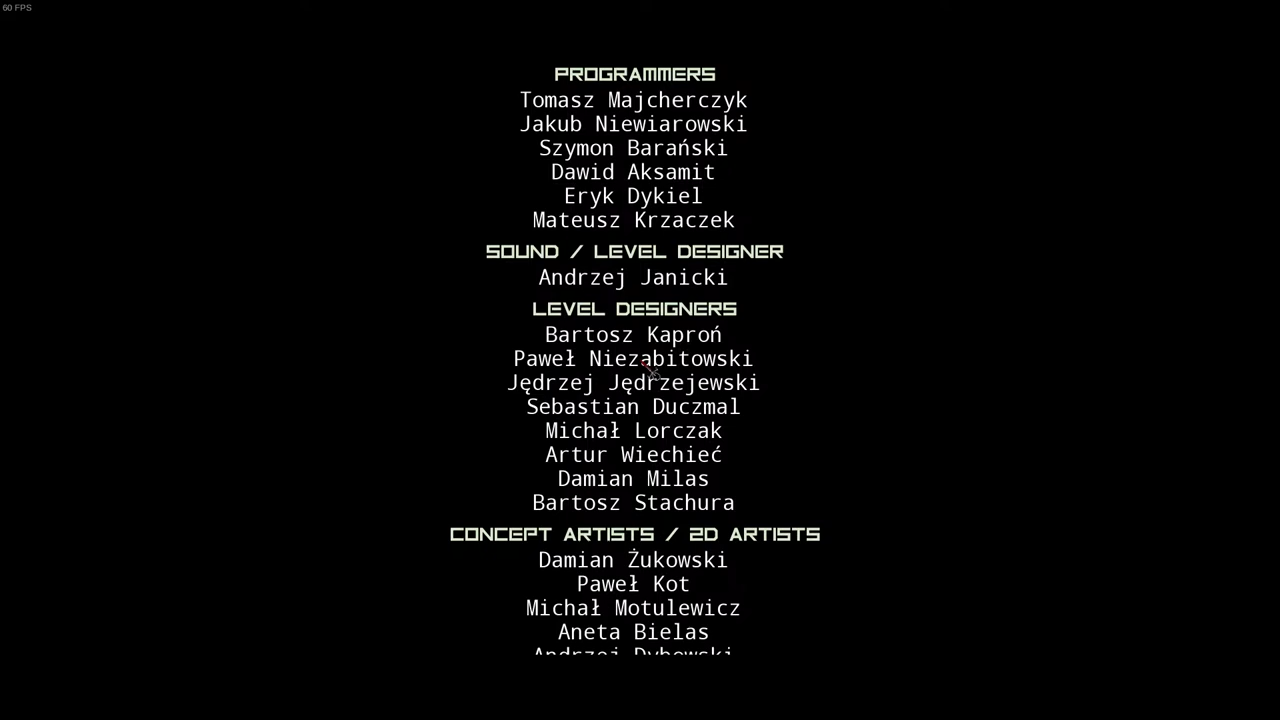 60 FPS
PROGRAMMERS
Tomasz Majcherczyk
Jakub Niewiarowski
Szymon Barański
Dawid Aksamit
Eryk Dykiel
Mateusz Krzaczek
SOUND / LEVEL DESIGNER
Andrzej Janicki
LEVEL DESIGNERS
Bartosz Kaproń
Paweł Niezabitowski
Jędrzej Jędrzejewski
Sebastian Duczmal
Michał Lorczak
Artur Wiechieć
Damian Milas
Bartosz Stachura
CONCEPT ARTISTS / 2D ARTISTS
Damian Żukowski
Paweł Kot
Michał Motulewicz
Aneta Bielas
Andrzej Dybowski